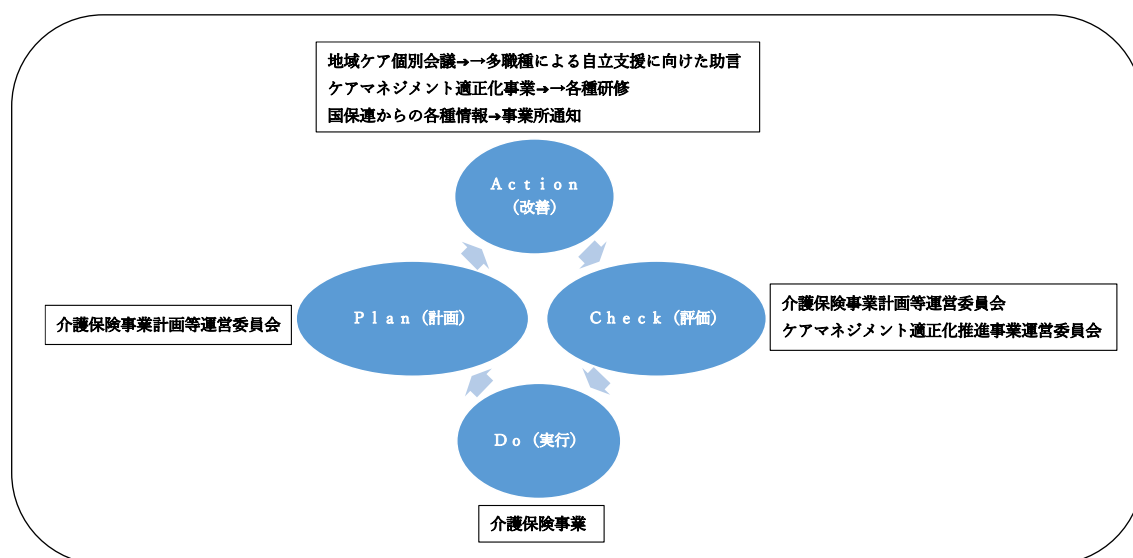 地域ケア個別会議→→多職種による自立支援に向けた助言
ケアマネジメント適正化事業→→各種研修
国保連からの各種情報→事業所通知
Ａｃｔｉｏｎ
（改善）
介護保険事業計画等運営委員会
Ｐｌａｎ（計画）
Ｃｈｅｃｋ（評価）
介護保険事業計画等運営委員会
ケアマネジメント適正化推進事業運営委員会
Ｄｏ（実行）
介護保険事業